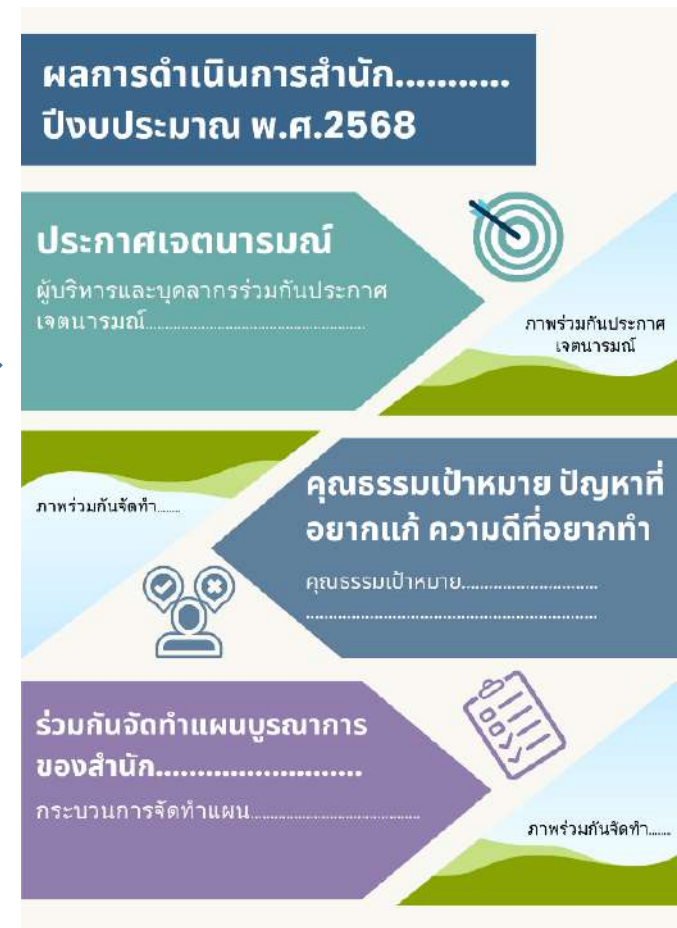 ผลการดำเนินการสำนัก...........
ปีงบประมาณ พ.ศ.2568
ประกาศเจตนารมณ์
ผู้บริหารและบุคลากรร่วมกันประกาศ
เจตนารมณ์.......................................................
ภาพร่วมกันประกาศ
เจตนารมณ์
คุณธรรมเป้าหมาย ปัญหาที่
อยากแก้ ความดีที่อยากทำ
ภาพร่วมกันจัดทำ........
คุณธรรมเป้าหมาย..................................
.........................................................................
ร่วมกันจัดทำแผนบูรณาการ
ของสำนัก.........................
กระบวนการจัดทำแผน...........................................
ภาพร่วมกันจัดทำ........